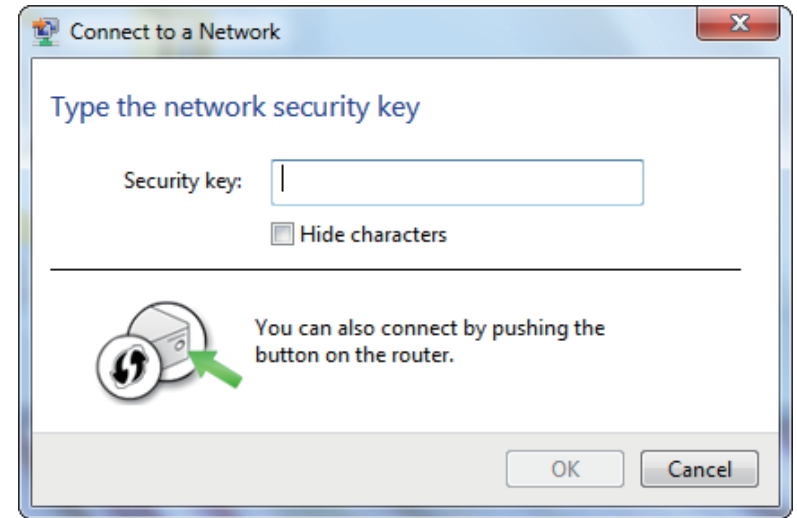 Connect to a Network
Type the network security key
Security key:
Hide characters
You can also connect by pushing the
button on the router.
OK
Cancel